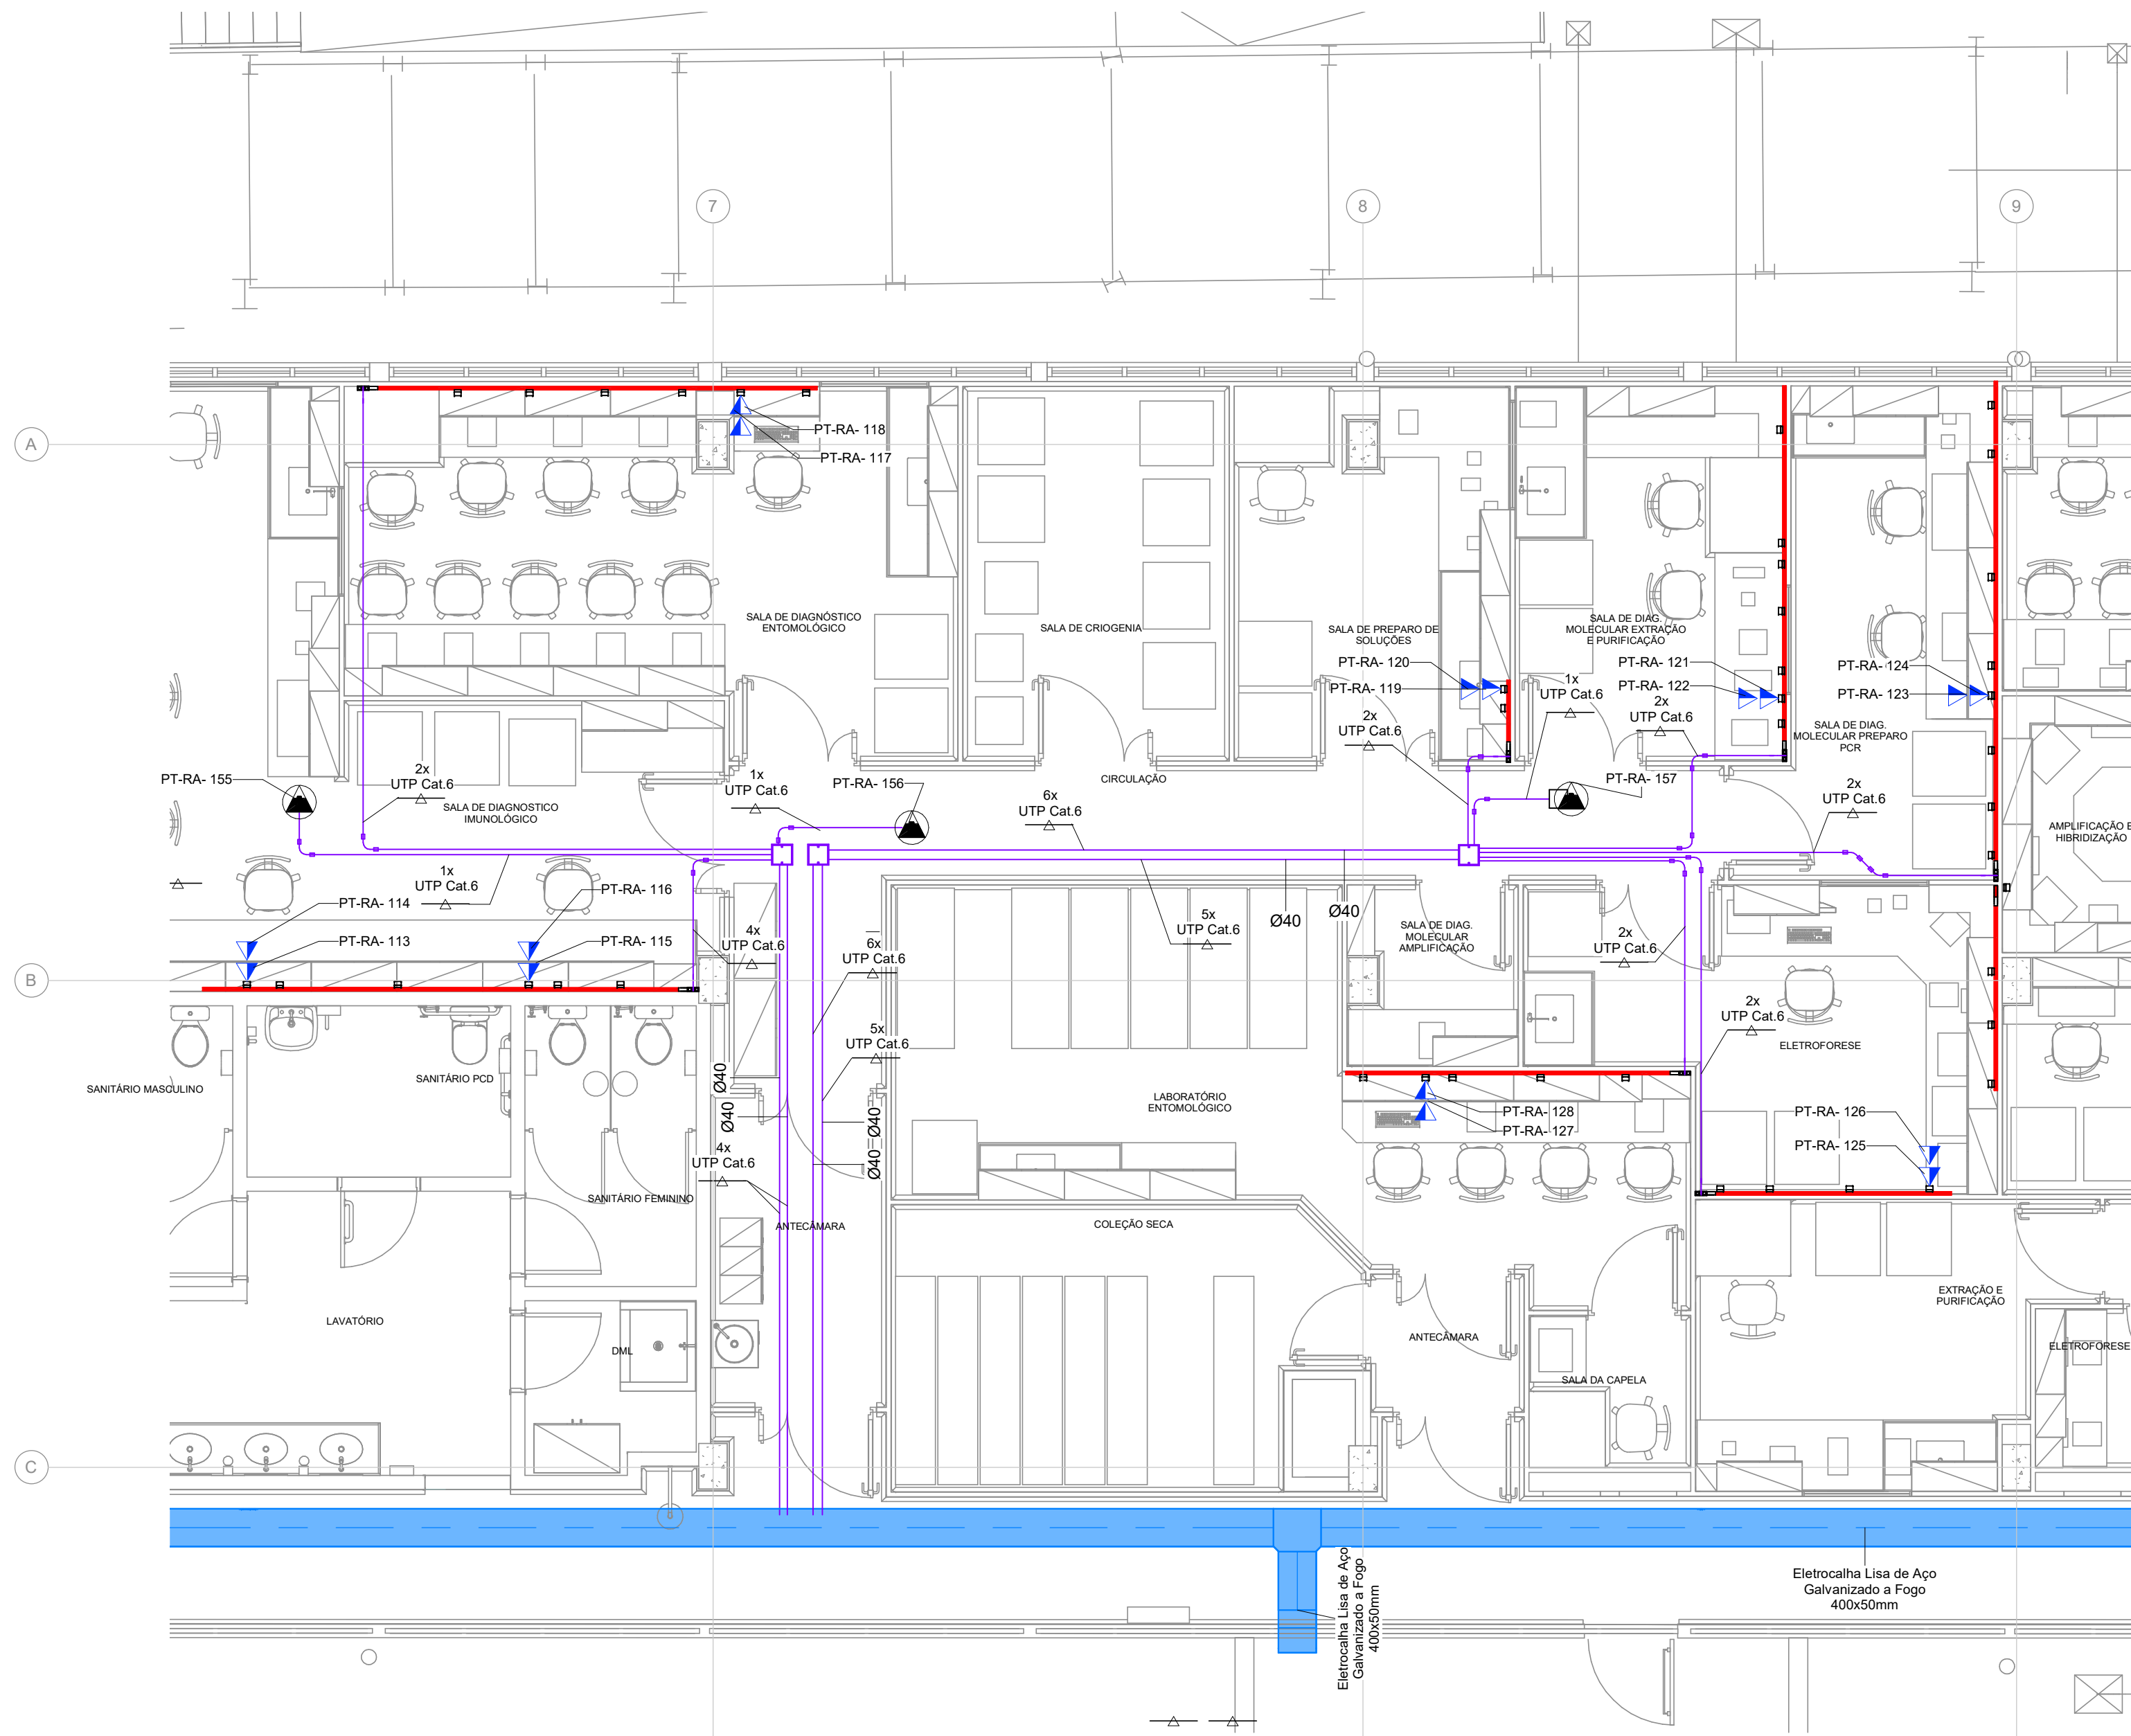 7
8
9
A
PT-RA- 118
PT-RA- 117
SALA DE DIAGNÓSTICO
ENTOMOLÓGICO
SALA DE CRIOGENIA
SALA DE PREPARO DE
SOLUÇÕES
SALA DE DIAG.
MOLECULAR EXTRAÇÃO
E PURIFICAÇÃO
PT-RA- 120
PT-RA- 119
PT-RA- 121
PT-RA- 122
PT-RA- 124
PT-RA- 123
1x
UTP Cat.6
2x
UTP Cat.6
2x
UTP Cat.6
SALA DE DIAG.
MOLECULAR PREPARO
PCR
PT-RA- 155
2x
UTP Cat.6
SALA DE DIAGNOSTICO
IMUNOLÓGICO
1x
UTP Cat.6
PT-RA- 156
CIRCULAÇÃO
6x
UTP Cat.6
PT-RA- 157
2x
UTP Cat.6
AMPLIFICAÇÃO E
HIBRIDIZAÇÃO
1x
UTP Cat.6
PT-RA- 116
PT-RA- 114
PT-RA- 113
PT-RA- 115
4x
UTP Cat.6
6x
UTP Cat.6
5x
UTP Cat.6
Ø40
Ø40
SALA DE DIAG.
MOLECULAR
AMPLIFICAÇÃO
2x
UTP Cat.6
B
5x
UTP Cat.6
2x
UTP Cat.6
ELETROFORESE
SANITÁRIO MASCULINO
SANITÁRIO PCD
Ø40
Ø40
Ø40
Ø40
LABORATÓRIO
ENTOMOLÓGICO
PT-RA- 128
PT-RA- 127
PT-RA- 126
PT-RA- 125
4x
UTP Cat.6
SANITÁRIO FEMININO
ANTECÂMARA
COLEÇÃO SECA
EXTRAÇÃO E
PURIFICAÇÃO
LAVATÓRIO
DML
ANTECÂMARA
SALA DA CAPELA
ELETROFORESE
C
Eletrocalha Lisa de Aço
Galvanizado a Fogo
400x50mm
Eletrocalha Lisa de Aço
Galvanizado a Fogo
400x50mm